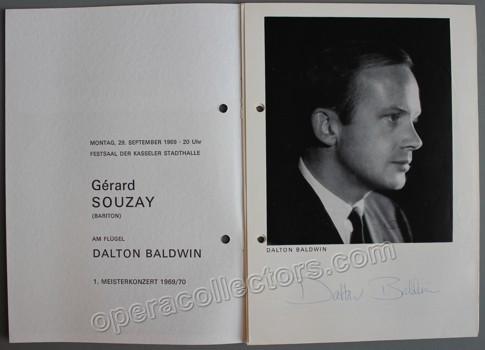 MONTAG, 29. SEPTEMBER 1969 · 20 Uhr
FESTSAAL DER KASSELER STADTHALLE
Gérard
SOUZAY
(BARITON)
AM FLÜGEL
DALTON BALDWIN
1. MEISTERKONZERT 1969/70
DALTON BALDWIN
Dalton Baldwin
operacollectors.com